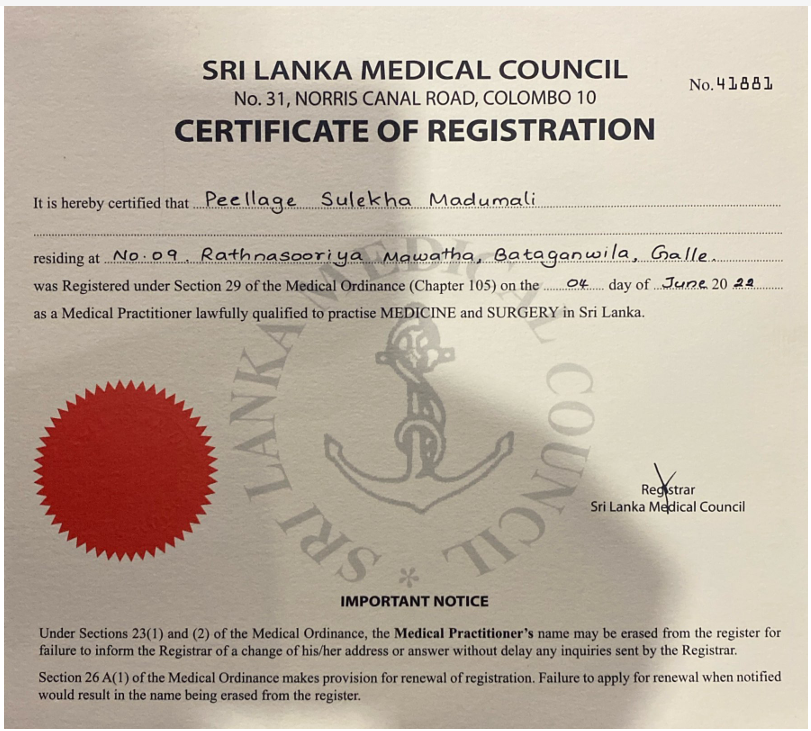 SRI LANKA MEDICAL COUNCIL
No. 41881
No. 31, NORRIS CANAL ROAD, COLOMBO 10
CERTIFICATE OF REGISTRATION
It is hereby certified that Peellage Sulekha Madumali
residing at No. 09, Rathnasooriya Mawatha, Bataganwila, Galle.
was Registered under Section 29 of the Medical Ordinance (Chapter 105) on the 04 day of June 20 22
as a Medical Practitioner lawfully qualified to practise MEDICINE and SURGERY in Sri Lanka.
SRI LANKA MEDICAL COUNCIL *
Registrar
Sri Lanka Medical Council
IMPORTANT NOTICE
Under Sections 23(1) and (2) of the Medical Ordinance, the Medical Practitioner's name may be erased from the register for
failure to inform the Registrar of a change of his/her address or answer without delay any inquiries sent by the Registrar.
Section 26 A(1) of the Medical Ordinance makes provision for renewal of registration. Failure to apply for renewal when notified
would result in the name being erased from the register.